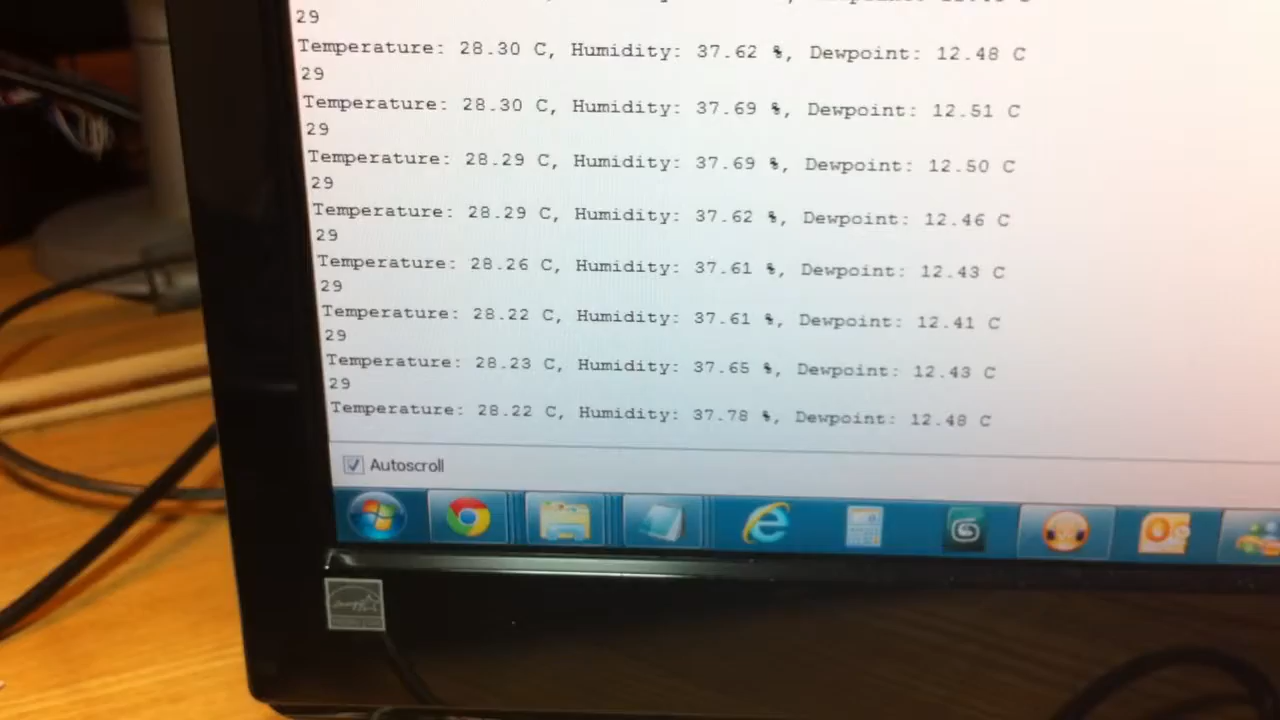 29
Temperature: 28.30 C, Humidity: 37.62 %, Dewpoint: 12.48 C
29
Temperature: 28.30 C, Humidity: 37.69 %, Dewpoint: 12.51 C
29
Temperature: 28.29 C, Humidity: 37.69 %, Dewpoint: 12.50 C
29
Temperature: 28.29 C, Humidity: 37.62 %, Dewpoint: 12.46 C
29
Temperature: 28.26 C, Humidity: 37.61 %, Dewpoint: 12.43 C
29
Temperature: 28.22 C, Humidity: 37.61 %, Dewpoint: 12.41 C
29
Temperature: 28.23 C, Humidity: 37.65 %, Dewpoint: 12.43 C
29
Temperature: 28.22 C, Humidity: 37.78 %, Dewpoint: 12.48 C
Autoscroll